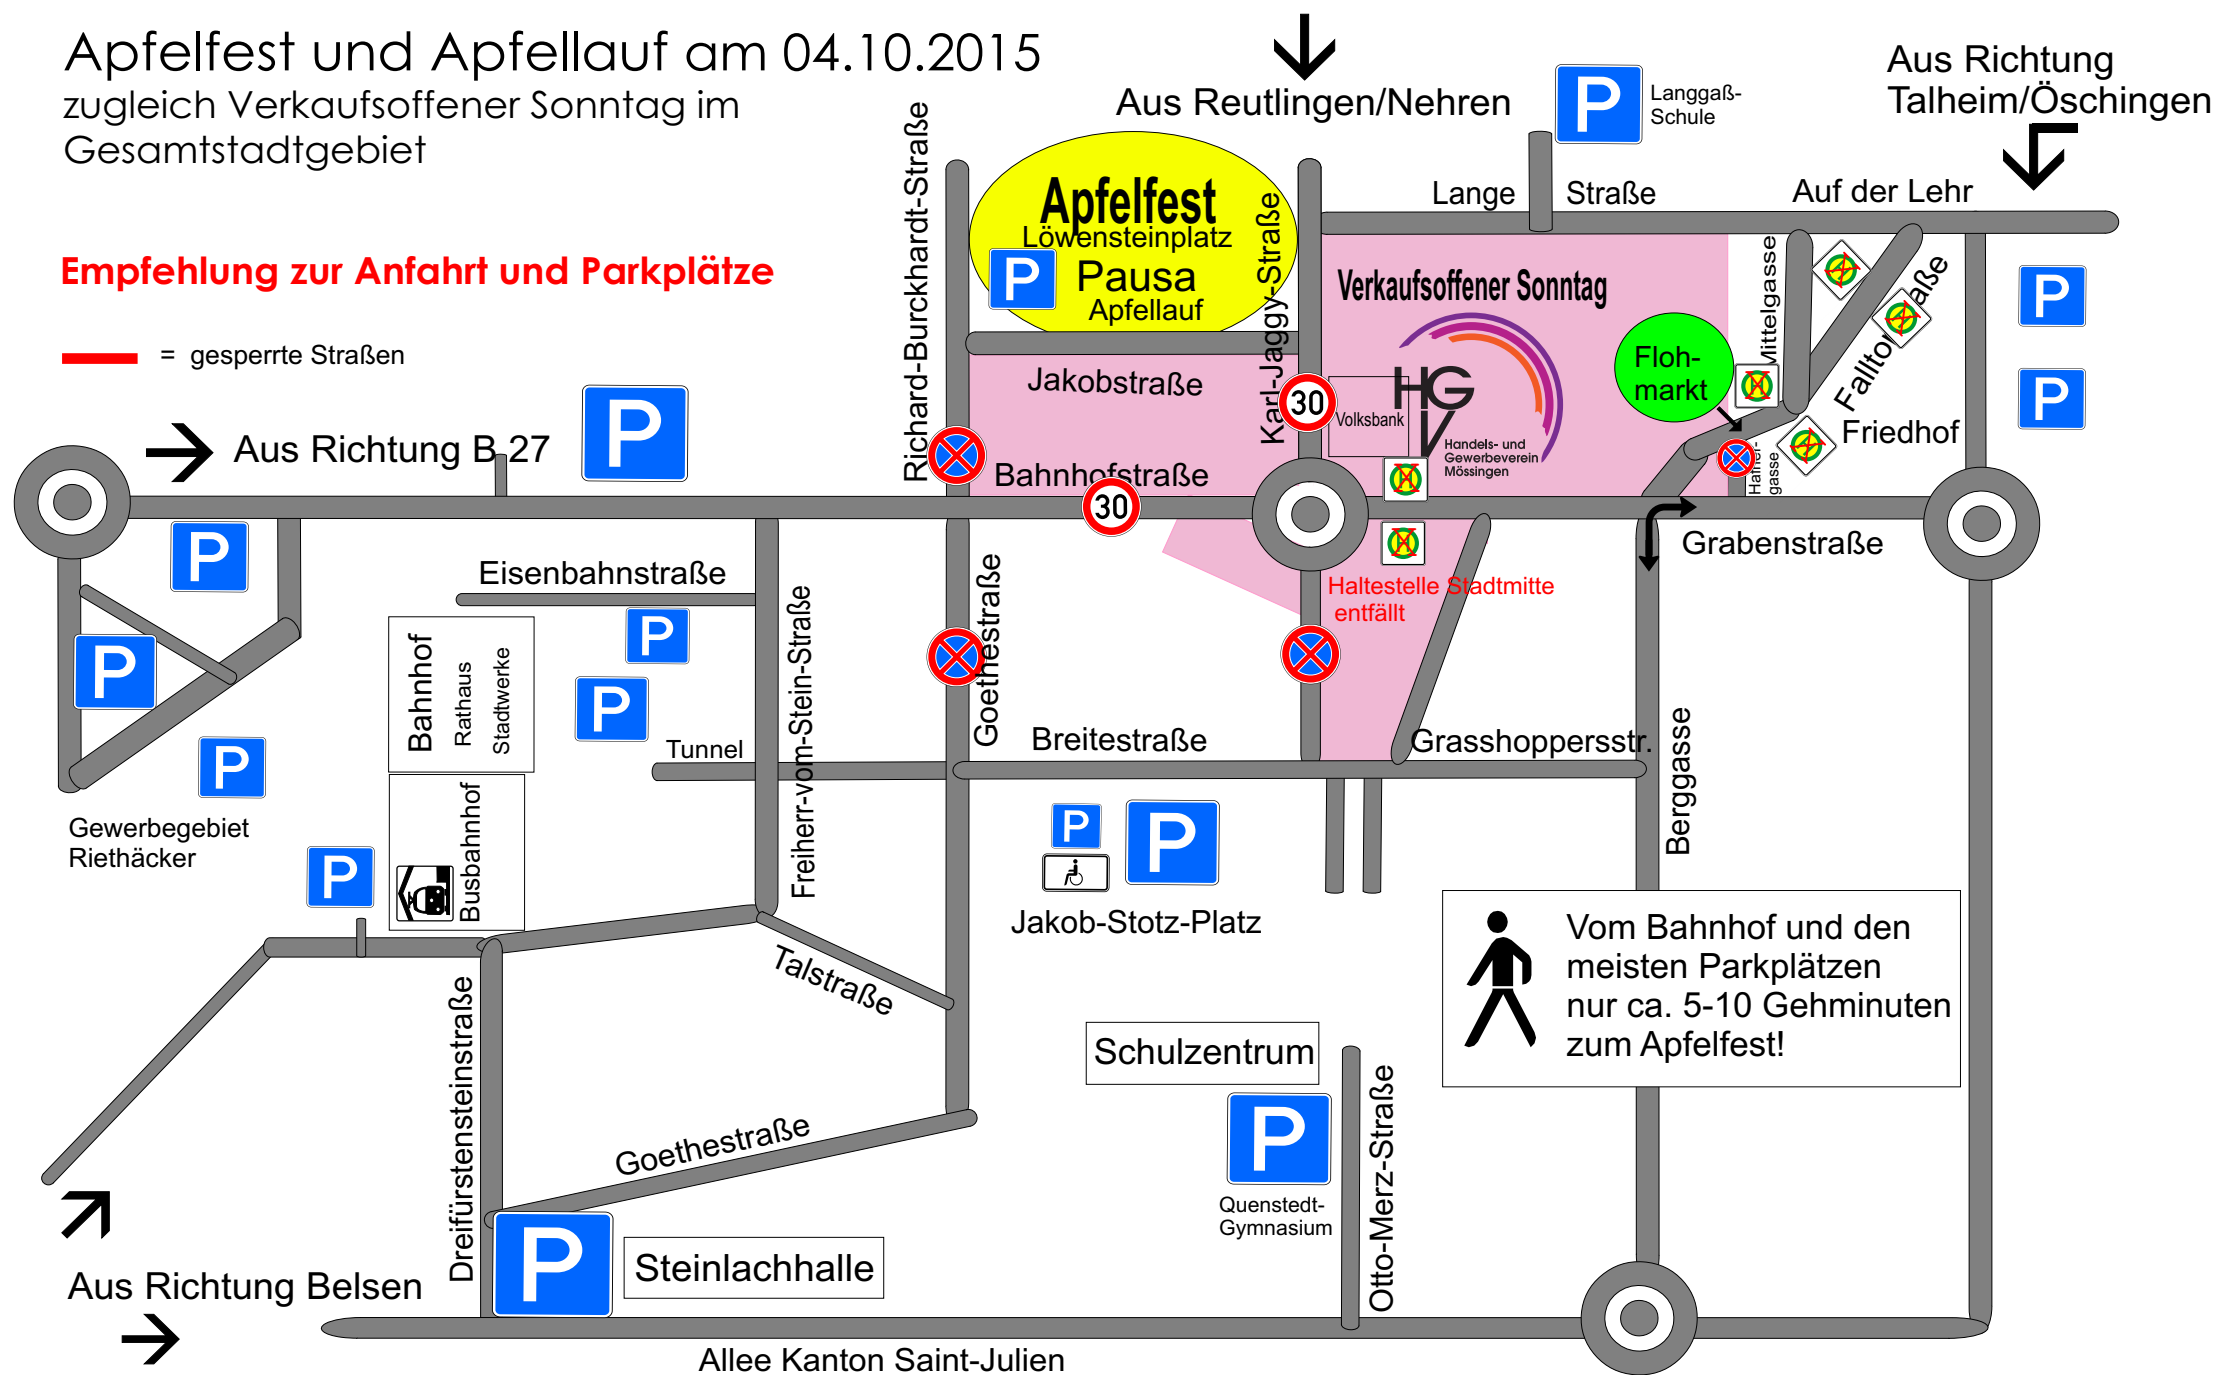 Apfelfest und Apfellauf am 04.10.2015
zugleich Verkaufsoffener Sonntag im
Gesamtstadtgebiet
Empfehlung zur Anfahrt und Parkplätze
= gesperrte Straßen
Aus Richtung B 27
P
Aus Reutlingen/Nehren
P
Langgaß-
Schule
Aus Richtung
Talheim/Öschingen
Richard-Burckhardt-Straße
Apfelfest
Löwensteinplatz
P
Pausa
Apfellauf
Karl-Jaggy-Straße
Lange Straße
Auf der Lehr
Verkaufsoffener Sonntag
Mittelgasse
P
P
Jakobstraße
30
Volksbank
HGV
Handels- und
Gewerbeverein
Mössingen
Floh-
markt
H
Friedhof
Bahnhofstraße
30
H
H
Haltestelle Stadtmitte
entfällt
Grabenstraße
P
P
P
Gewerbegebiet
Riethäcker
Eisenbahnstraße
P
P
Bahnhof
Rathaus
Stadtwerke
Busbahnhof
P
Tunnel
Freiherr-vom-Stein-Straße
Goethestraße
Breitestraße
Grasshoppersstr.
Berggasse
P
P
Jakob-Stotz-Platz
Talstraße
Vom Bahnhof und den
meisten Parkplätzen
nur ca. 5-10 Gehminuten
zum Apfelfest!
Dreifürstensteinstraße
Goethestraße
Schulzentrum
P
Quenstedt-
Gymnasium
Otto-Merz-Straße
P
Steinlachhalle
Aus Richtung Belsen
Allee Kanton Saint-Julien